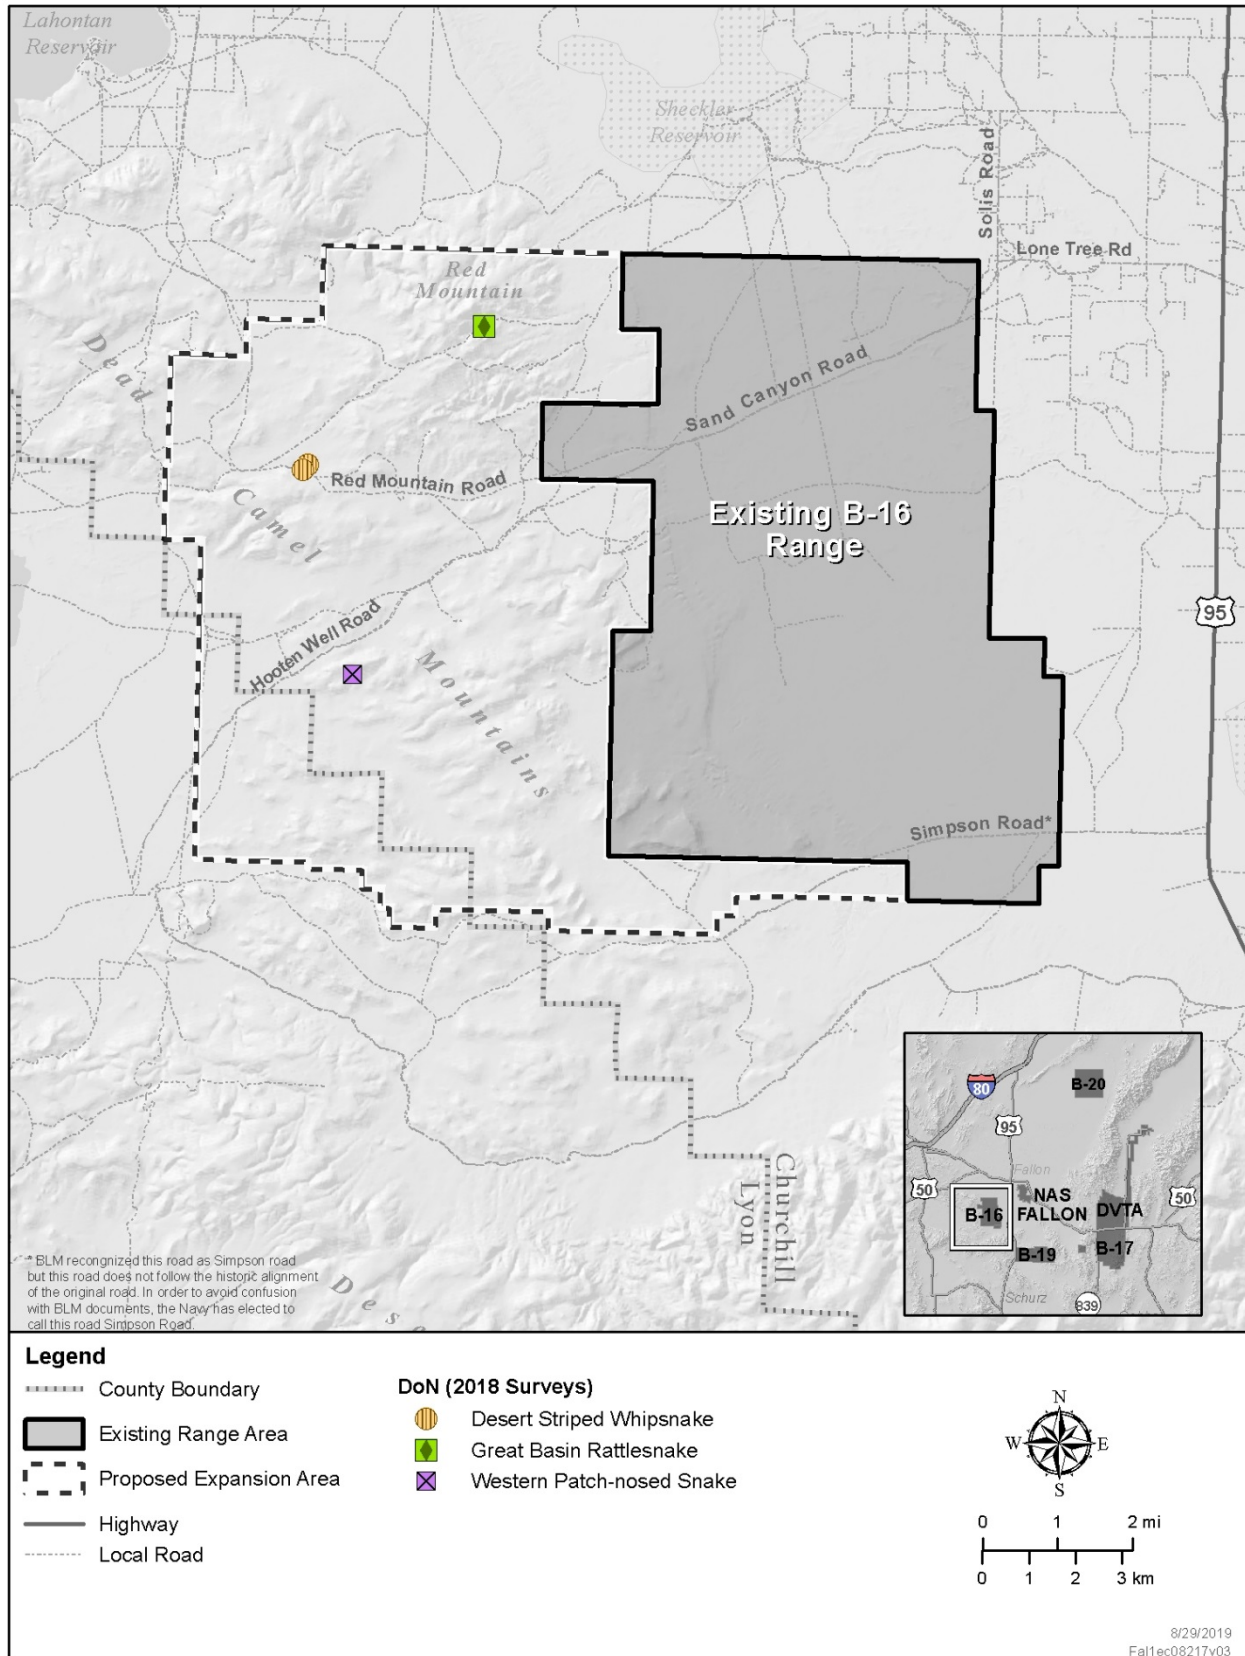 Lahontan
Reservoir
Sheckler
Reservoir
Solis Road
Lone Tree Rd
Red
Mountain
Dead
Sand Canyon Road
Red Mountain Road
Camel
Existing B-16
Range
95
Hooten Well Road
Mountains
Simpson Road*
Churchill
Lyon
80
B-20
95
Fallon
50
NAS
FALLON
DVTA
50
B-16
B-19
B-17
Schurz
839
* BLM recongnized this road as Simpson road
but this road does not follow the historic alignment
of the original road. In order to avoid confusion
with BLM documents, the Navy has elected to
call this road Simpson Road.
Des
Legend
County Boundary
Existing Range Area
Proposed Expansion Area
Highway
Local Road
DoN (2018 Surveys)
Desert Striped Whipsnake
Great Basin Rattlesnake
Western Patch-nosed Snake
N
W E
S
0 1 2 mi
0 1 2 3 km
8/29/2019
Fal1ec08217v03